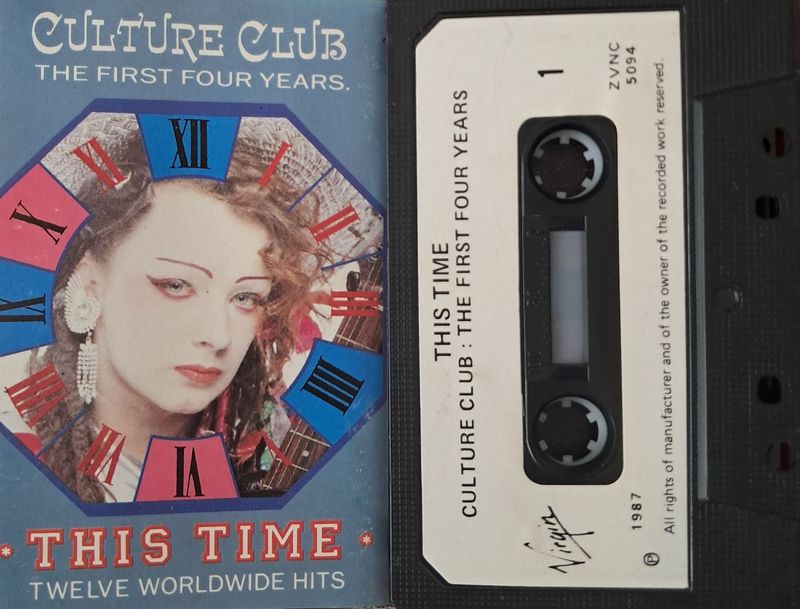 CULTURE CLUB
THE FIRST FOUR YEARS.
XII
XI
I
X
II
IX
III
VIII
IIII
VII
V
VI
* THIS TIME *
TWELVE WORLDWIDE HITS
THIS TIME
CULTURE CLUB : THE FIRST FOUR YEARS
1
ZVNC
5094
Virgin
℗ 1987
All rights of manufacturer and of the owner of the recorded work reserved.